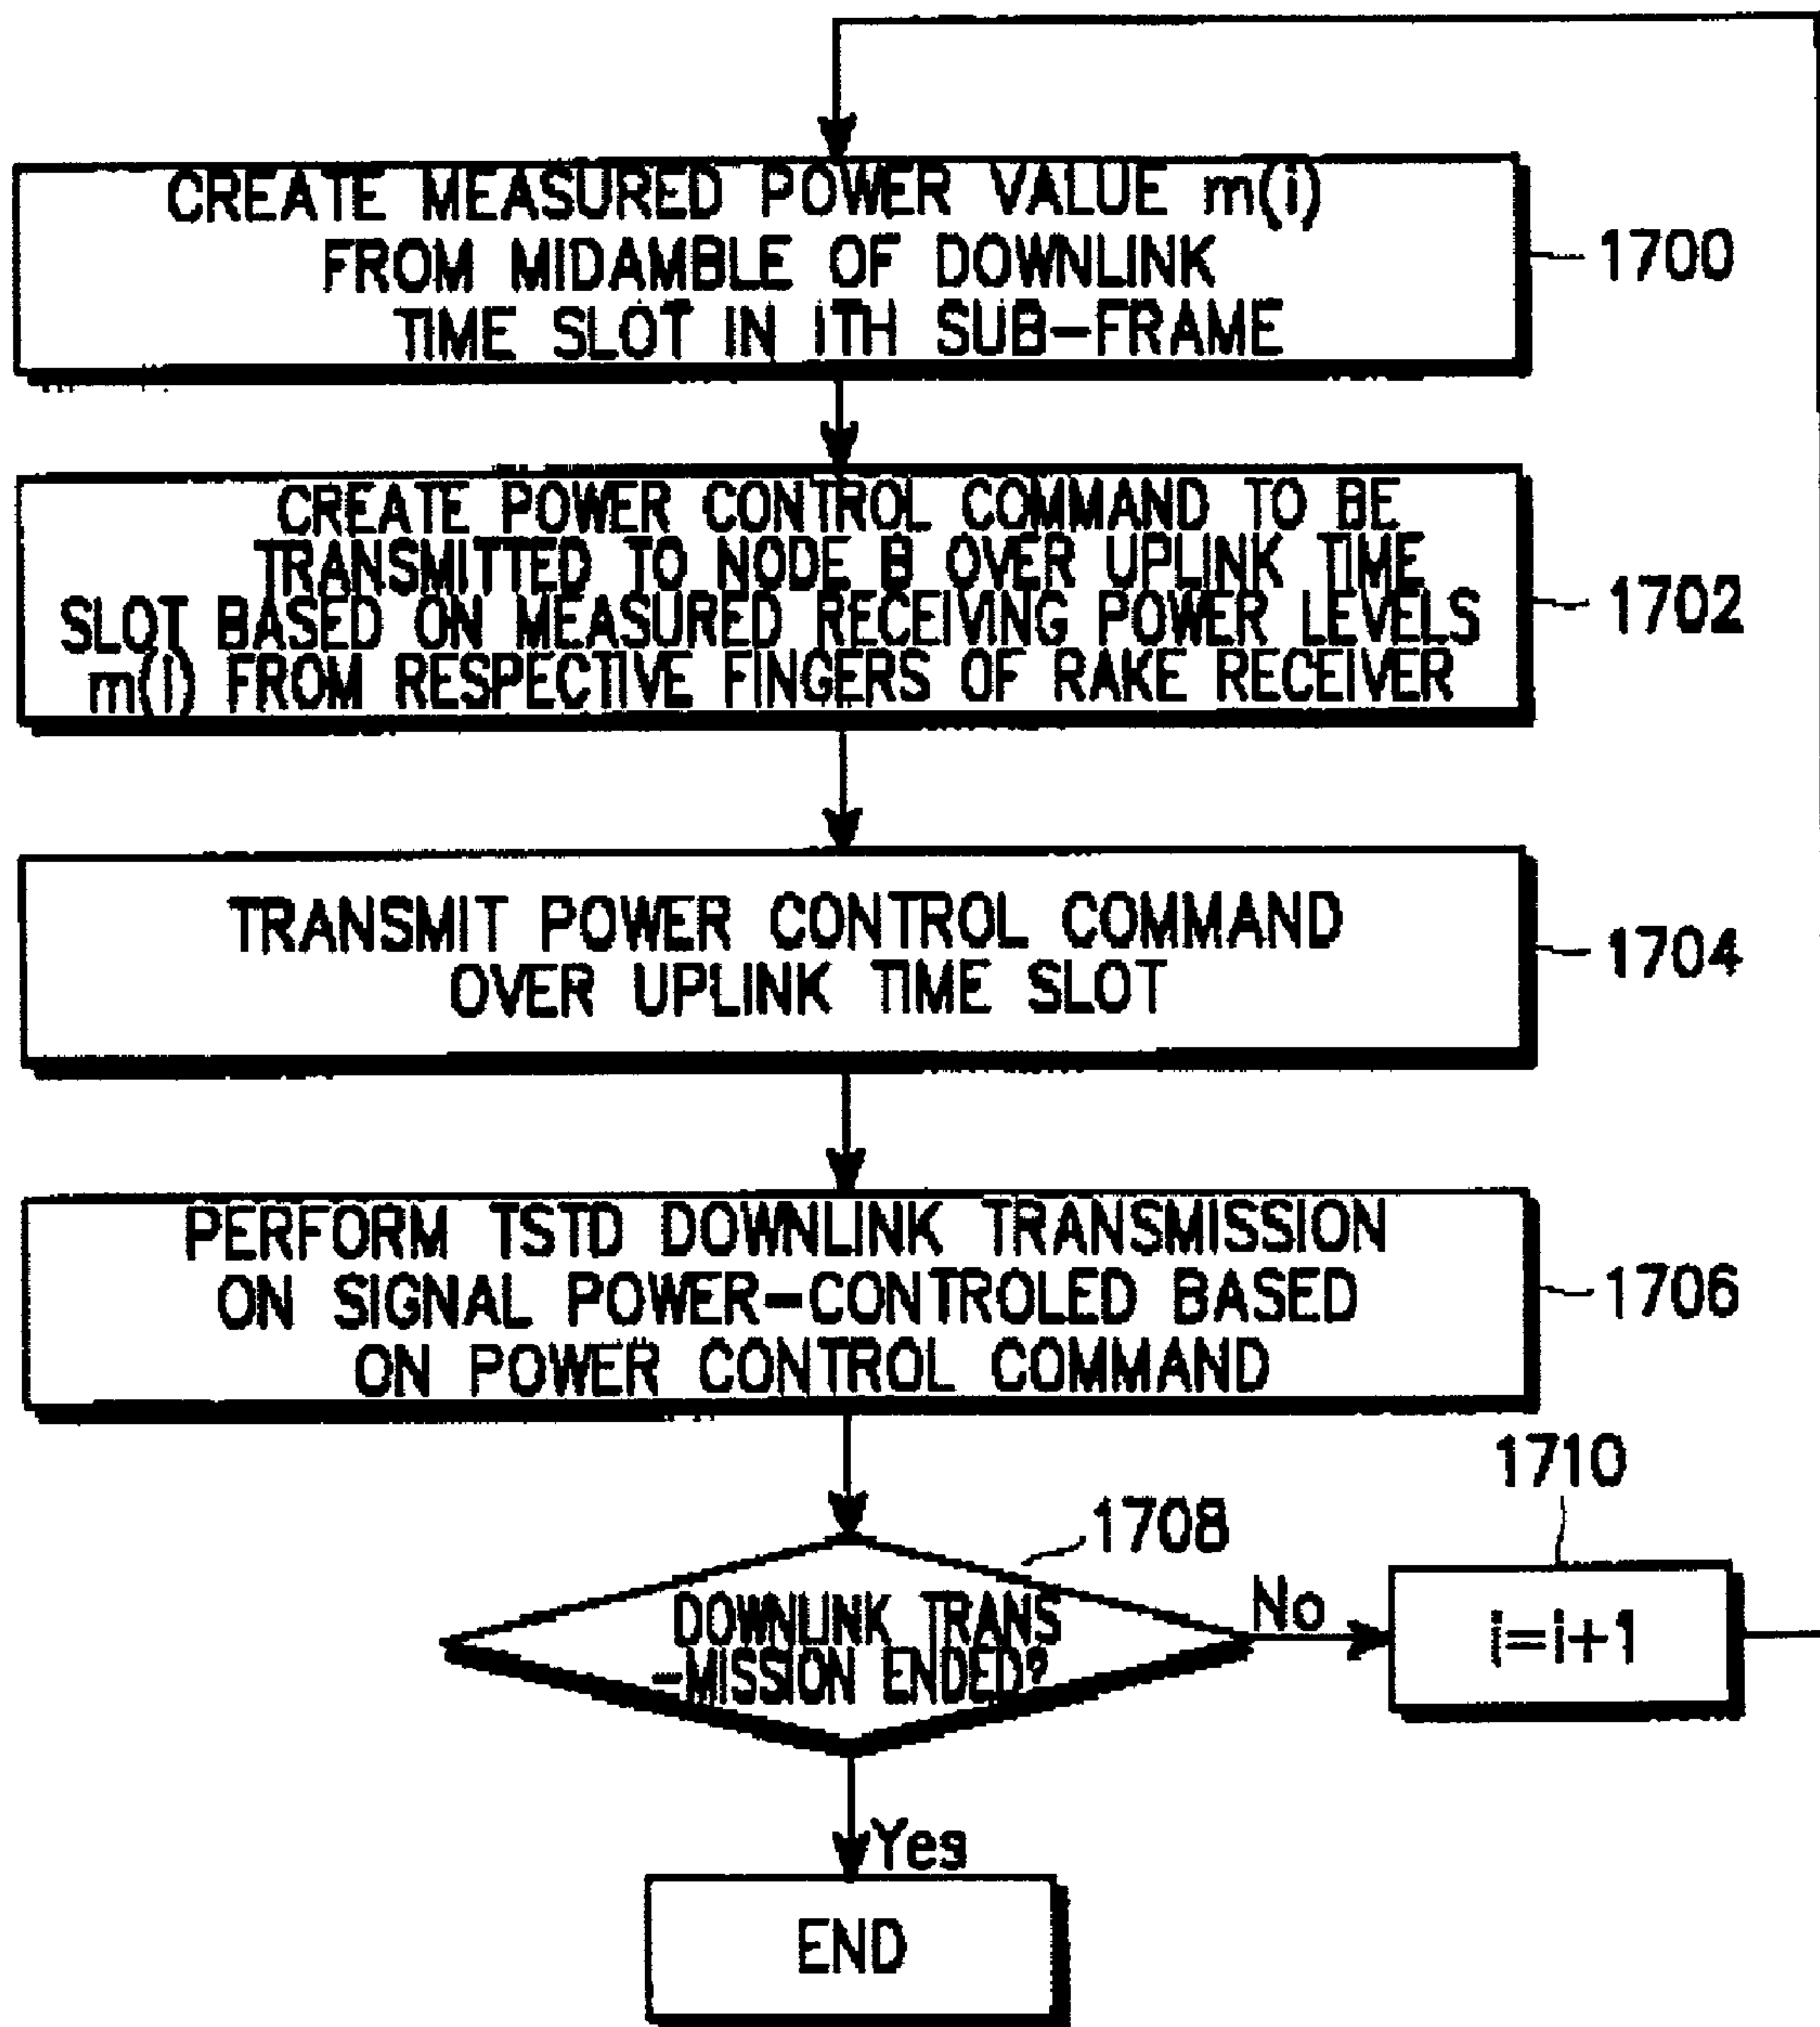 CREATE MEASURED POWER VALUE m(i)
FROM MIDAMBLE OF DOWNLINK
TIME SLOT IN iTH SUB-FRAME
1700
CREATE POWER CONTROL COMMAND TO BE
TRANSMITTED TO NODE B OVER UPLINK TIME
SLOT BASED ON MEASURED RECEIVING POWER LEVELS
m(i) FROM RESPECTIVE FINGERS OF RAKE RECEIVER
1702
TRANSMIT POWER CONTROL COMMAND
OVER UPLINK TIME SLOT
1704
PERFORM TSTD DOWNLINK TRANSMISSION
ON SIGNAL POWER-CONTROLED BASED
ON POWER CONTROL COMMAND
1706
1710
1708
DOWNLINK TRANS
-MISSION ENDED?
No
i=i+1
Yes
END